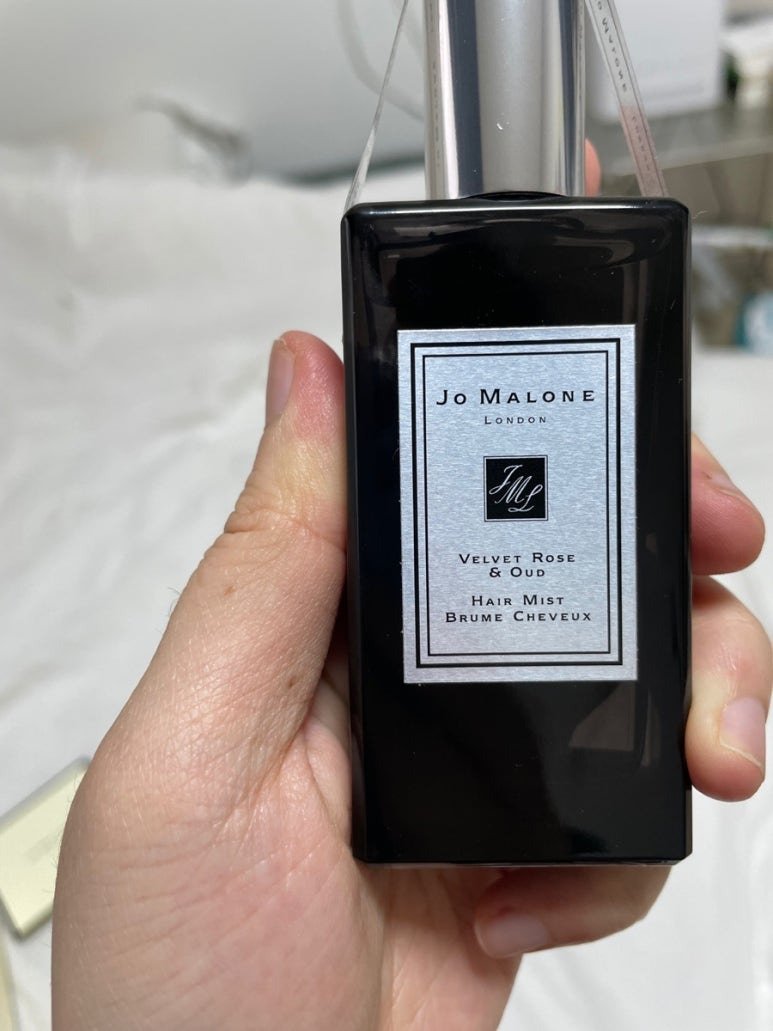 JO MALONE
LONDON
JML
VELVET ROSE
& OUD
HAIR MIST
BRUME CHEVEUX